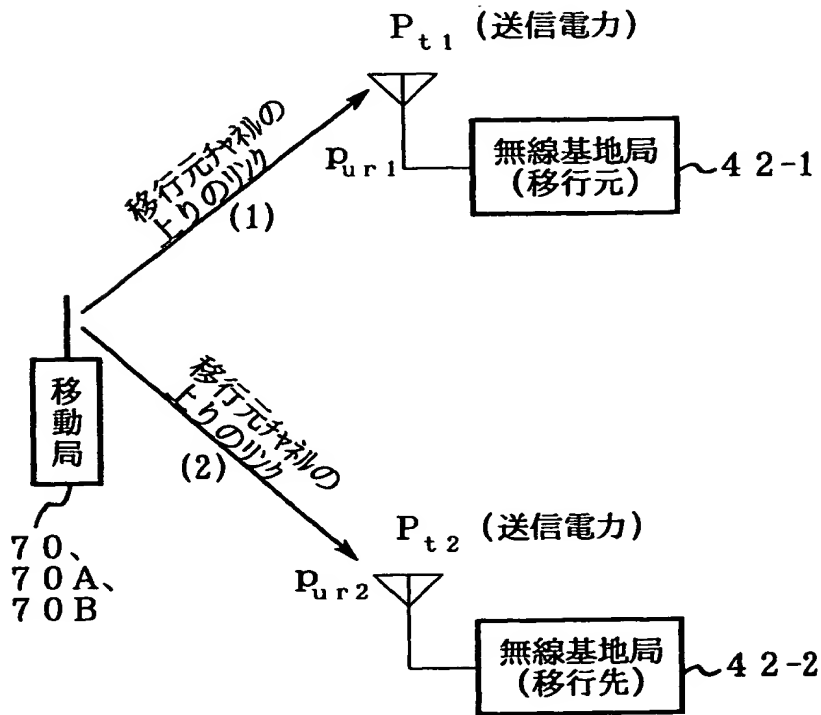 Pt1 (送信電力)
移行元チャネルの
上りのリンク
(1)
pur1
無線基地局
(移行元)
42-1
移動局
70、
70A、
70B
移行元チャネルの
上りのリンク
(2)
Pt2 (送信電力)
pur2
無線基地局
(移行先)
42-2